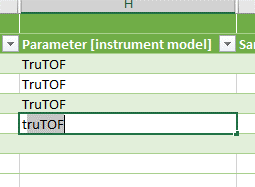 H
Parameter [instrument model] Sa
TruTOF
TruTOF
TruTOF
truTOF